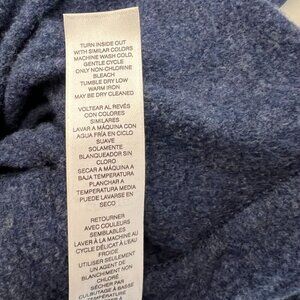 TURN INSIDE OUT
WITH SIMILAR COLORS
MACHINE WASH COLD,
GENTLE CYCLE
ONLY NON-CHLORINE
BLEACH
TUMBLE DRY LOW
WARM IRON
MAY BE DRY CLEANED
VOLTEAR AL REVÉS
CON COLORES
SIMILARES
LAVAR A MÁQUINA CON
AGUA FRÍA EN CICLO
SUAVE
SOLAMENTE
BLANQUEADOR SIN
CLORO
SECAR A MÁQUINA A
BAJA TEMPERATURA
PLANCHAR A
TEMPERATURA MEDIA
PUEDE LAVARSE EN
SECO
RETOURNER
AVEC COULEURS
SEMBLABLES
LAVER À LA MACHINE AU
CYCLE DÉLICAT À L'EAU
FROIDE
UTILISER SEULEMENT
UN AGENT DE
BLANCHIMENT NON
CHLORÉ
SÉCHER PAR
CULBUTAGE À BASSE
TEMPÉRATURE